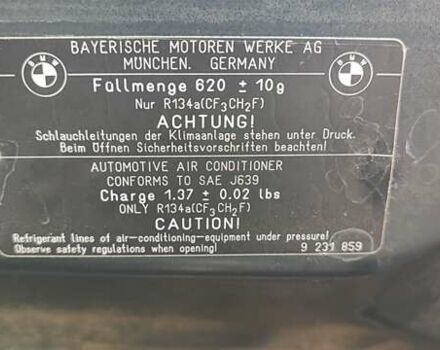 BAYERISCHE MOTOREN WERKE AG
MÜNCHEN. GERMANY
BMW
BMW
Füllmenge 620 ± 10g
Nur R134a(CF3CH2F)
ACHTUNG!
Schlauchleitungen der Klimaanlage stehen unter Druck.
Beim Öffnen Sicherheitsvorschriften beachten!
AUTOMOTIVE AIR CONDITIONER
CONFORMS TO SAE J639
Charge 1.37 ± 0.02 lbs
ONLY R134a(CF3CH2F)
CAUTION!
Refrigerant lines of air-conditioning-equipment under pressure!
Observe safety regulations when opening!
9 231 859